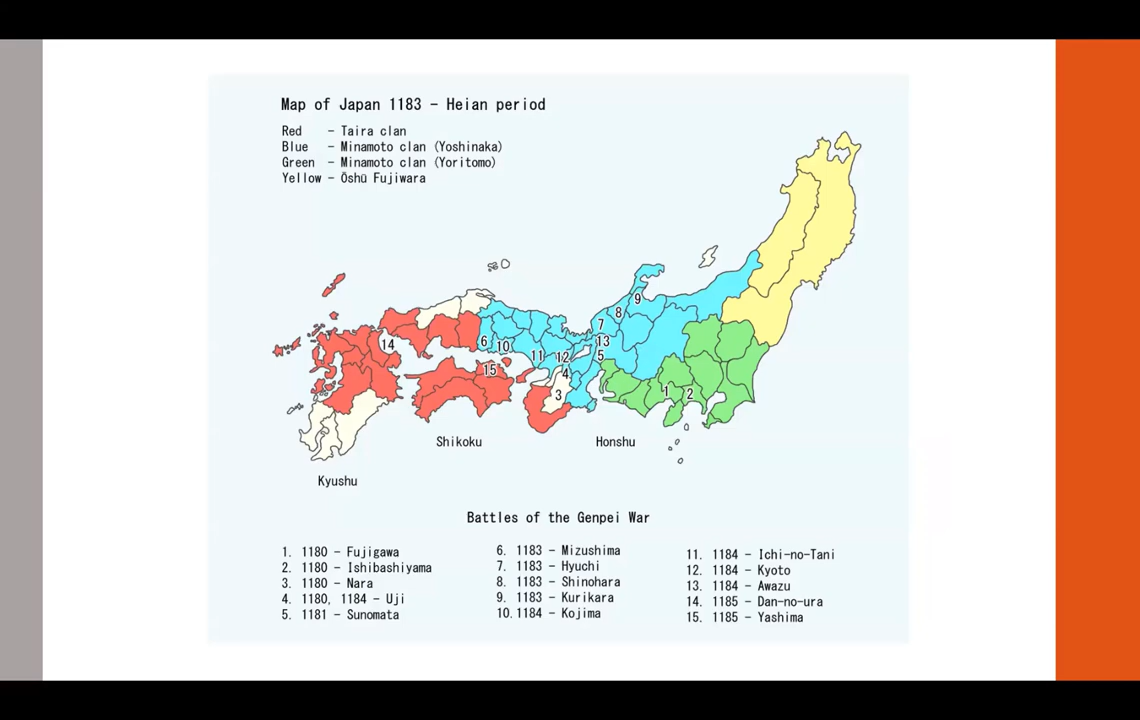 Map of Japan 1183 - Heian period
Red - Taira clan
Blue - Minamoto clan (Yoshinaka)
Green - Minamoto clan (Yoritomo)
Yellow - Ōshū Fujiwara
9
8
7
14
6
10
13
11
12
5
15
4
3
1
2
Shikoku
Honshu
Kyushu
Battles of the Genpei War
1. 1180 - Fujigawa
2. 1180 - Ishibashiyama
3. 1180 - Nara
4. 1180, 1184 - Uji
5. 1181 - Sunomata
6. 1183 - Mizushima
7. 1183 - Hyuchi
8. 1183 - Shinohara
9. 1183 - Kurikara
10. 1184 - Kojima
11. 1184 - Ichi-no-Tani
12. 1184 - Kyoto
13. 1184 - Awazu
14. 1185 - Dan-no-ura
15. 1185 - Yashima